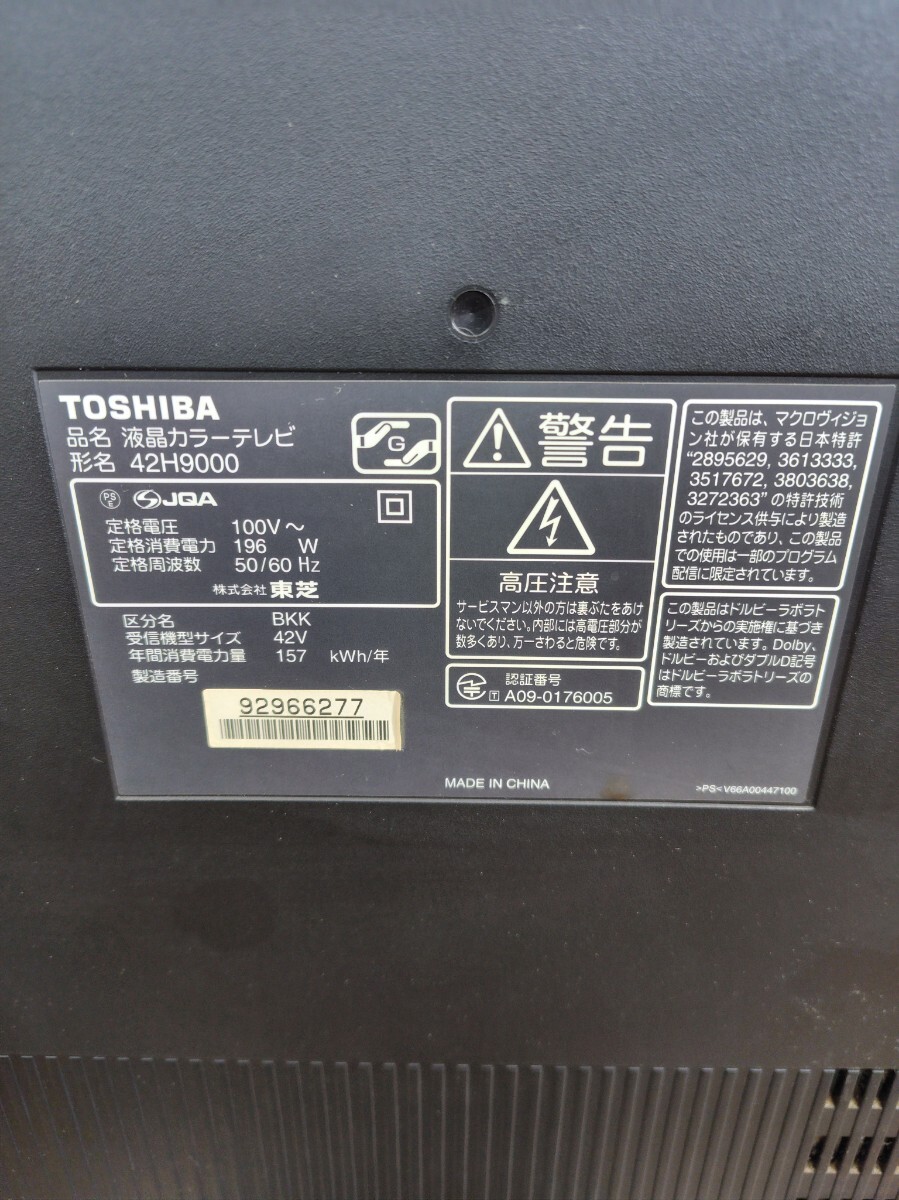 TOSHIBA
品名 液晶カラーテレビ
形名 42H9000
G
PS
E
JQA
定格電圧 100V～
定格消費電力 196 W
定格周波数 50/60 Hz
株式会社 東芝
区分名 BKK
受信機型サイズ 42V
年間消費電力量 157 kWh/年
製造番号
92966277
警告
高圧注意
サービスマン以外の方は裏ぶたをあけ
ないでください。内部には高電圧部分が
数多くあり、万一さわると危険です。
認証番号
T A09-0176005
この製品は、マクロヴィジョ
ン社が保有する日本特許
“2895629, 3613333,
3517672, 3803638,
3272363” の特許技術
のライセンス供与により製造
されたものであり、この製品
での使用は一部のプログラム
配信に限定されています。
この製品はドルビーラボラト
リーズからの実施権に基づき
製造されています。Dolby、
ドルビーおよびダブルD記号
はドルビーラボラトリーズの
商標です。
MADE IN CHINA
>PS< V66A00447100